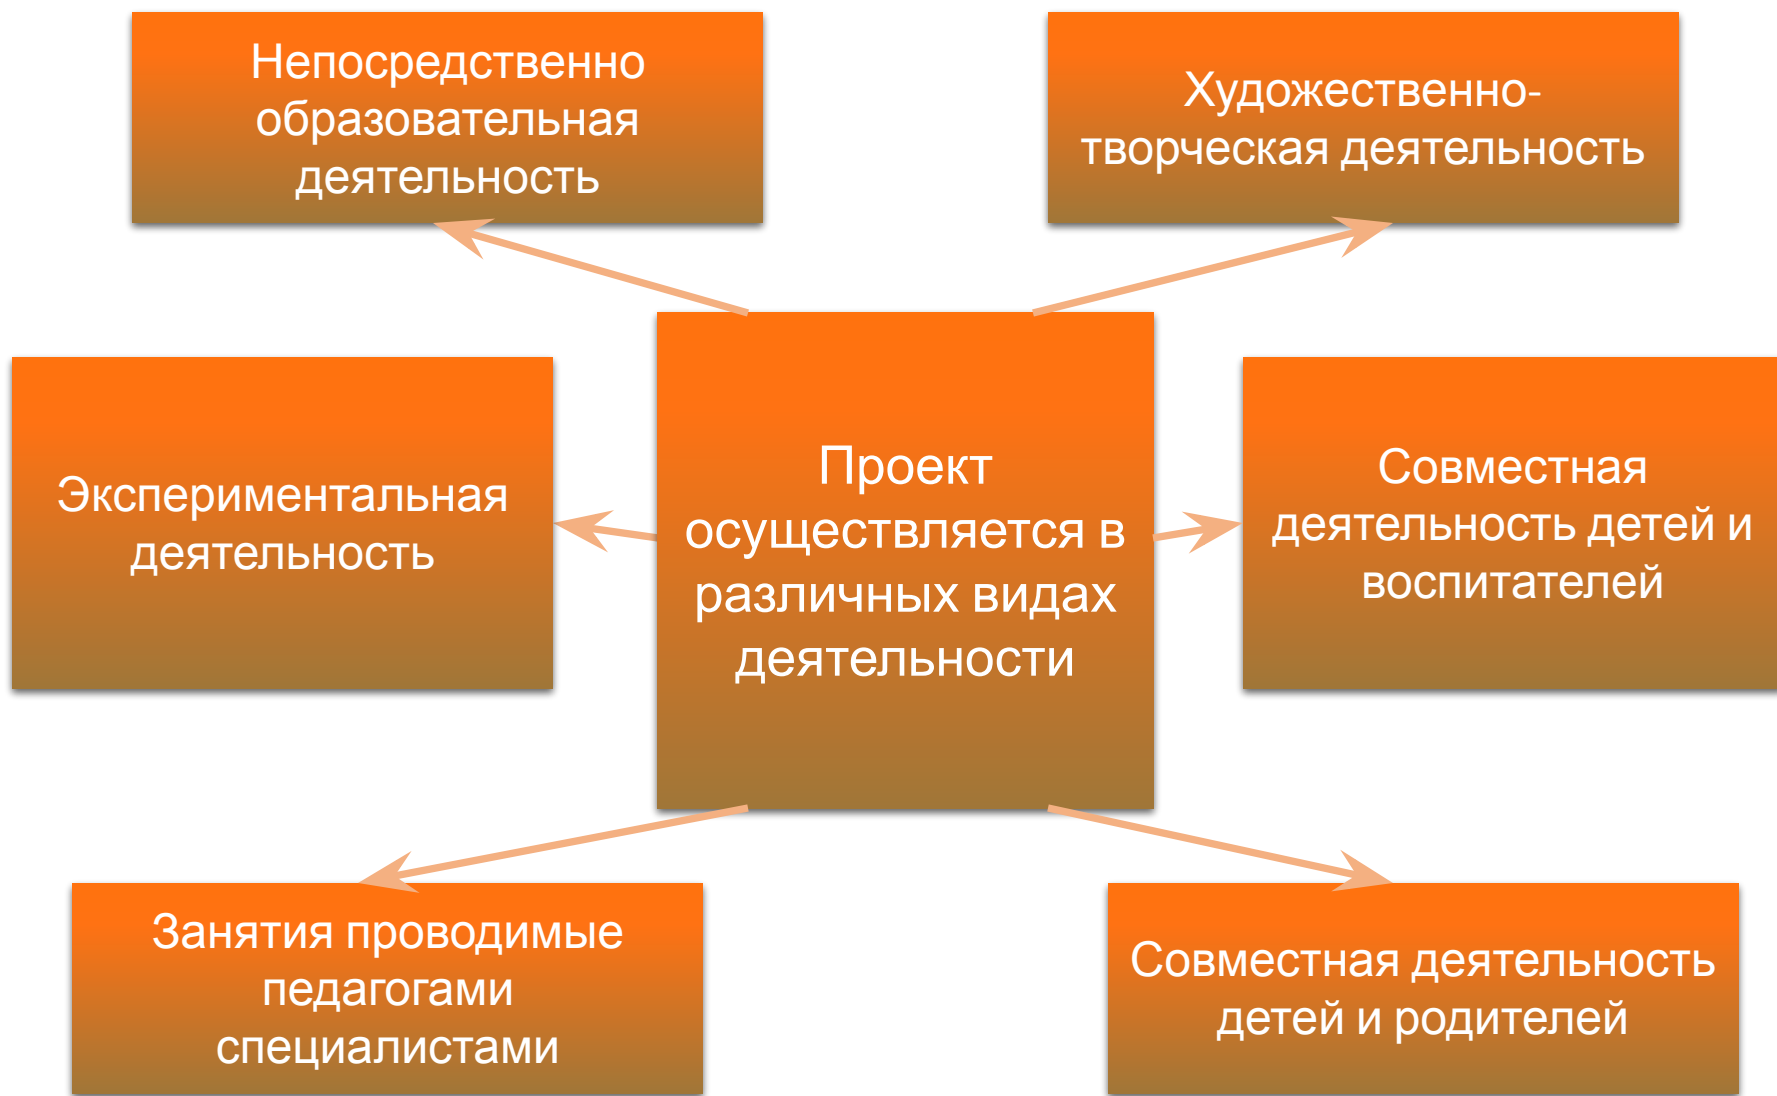 Непосредственно
образовательная
деятельность
Художественно-
творческая деятельность
Экспериментальная
деятельность
Проект
осуществляется в
различных видах
деятельности
Совместная
деятельность детей и
воспитателей
Занятия проводимые
педагогами
специалистами
Совместная деятельность
детей и родителей